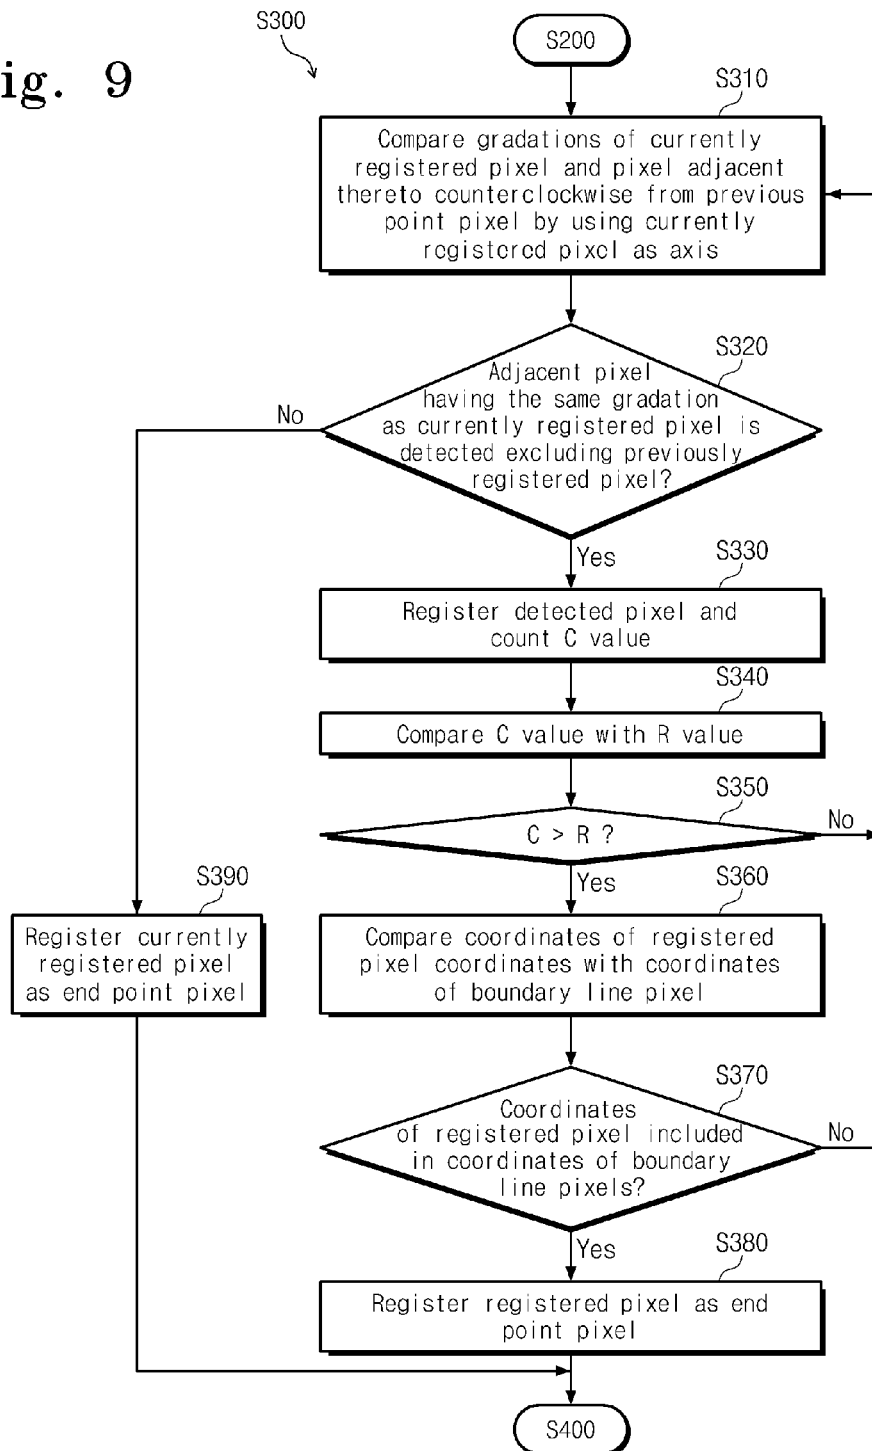 S300
S200
ig. 9
S310
Compare gradations of currently
registered pixel and pixel adjacent
thereto counterclockwise from previous
point pixel by using currently
registered pixel as axis
S320
Adjacent pixel
having the same gradation
as currently registered pixel is
detected excluding previously
registered pixel?
No
Yes
S330
Register detected pixel and
count C value
S340
Compare C value with R value
S350
C > R ?
No
Yes
S390
Register currently
registered pixel
as end point pixel
S360
Compare coordinates of registered
pixel coordinates with coordinates
of boundary line pixel
S370
Coordinates
of registered pixel included
in coordinates of boundary
line pixels?
No
Yes
S380
Register registered pixel as end
point pixel
S400